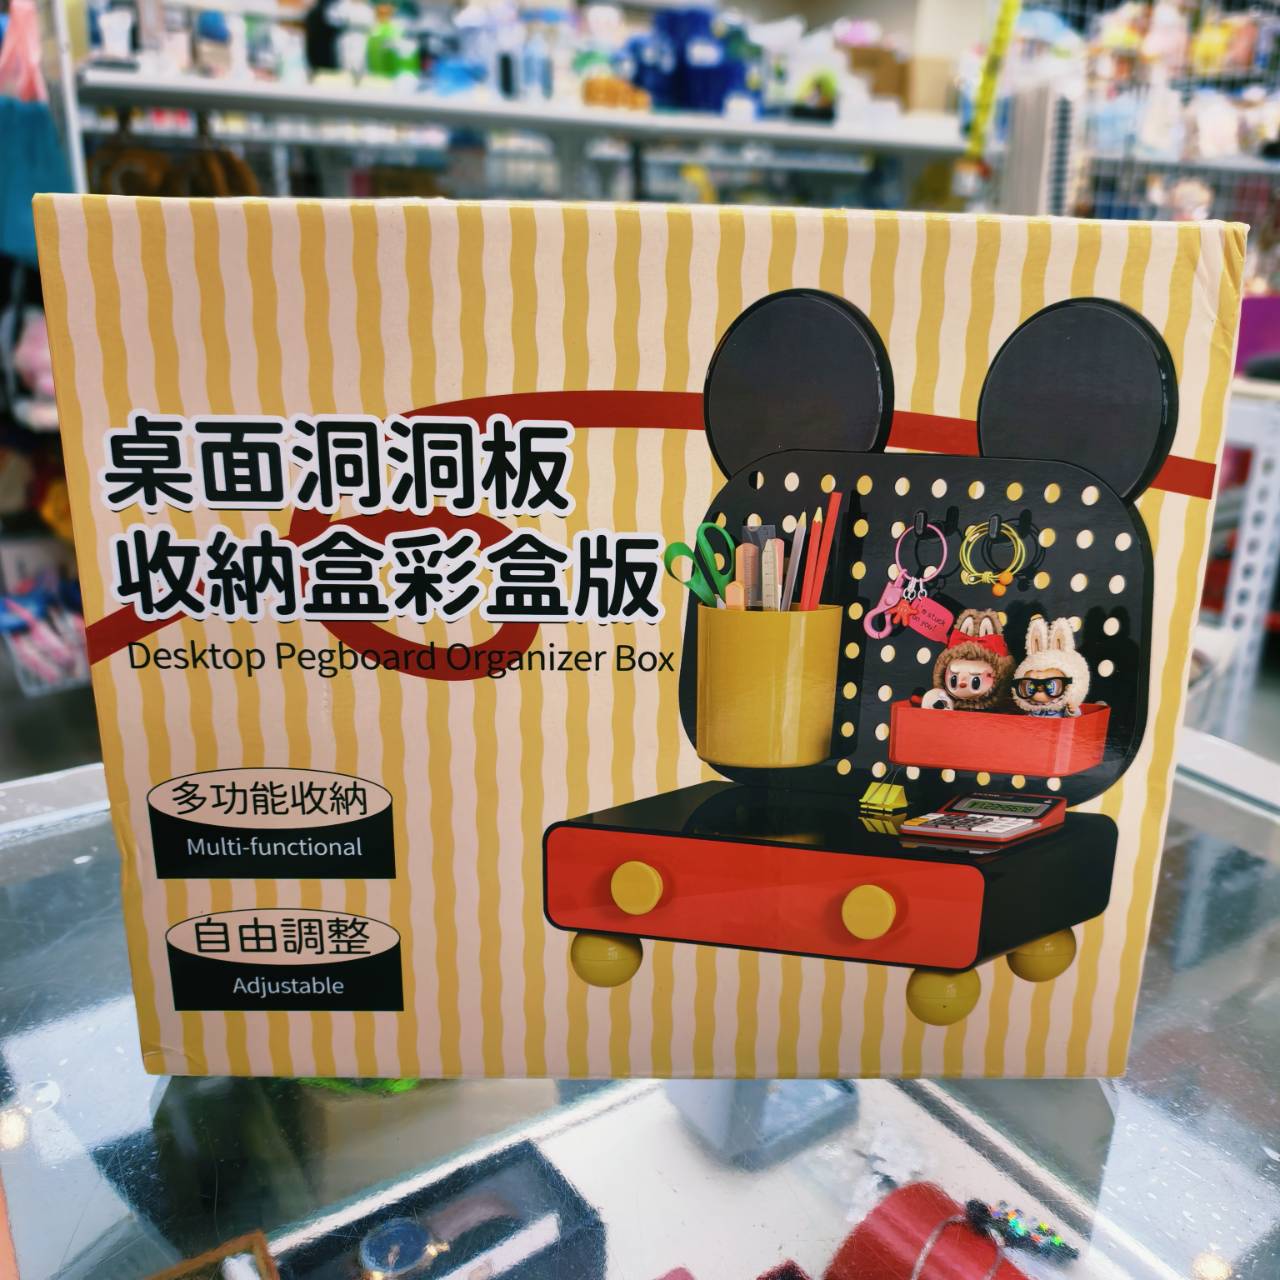 桌面洞洞板
收納盒彩盒版
Desktop Pegboard Organizer Box
多功能收納
Multi-functional
自由調整
Adjustable